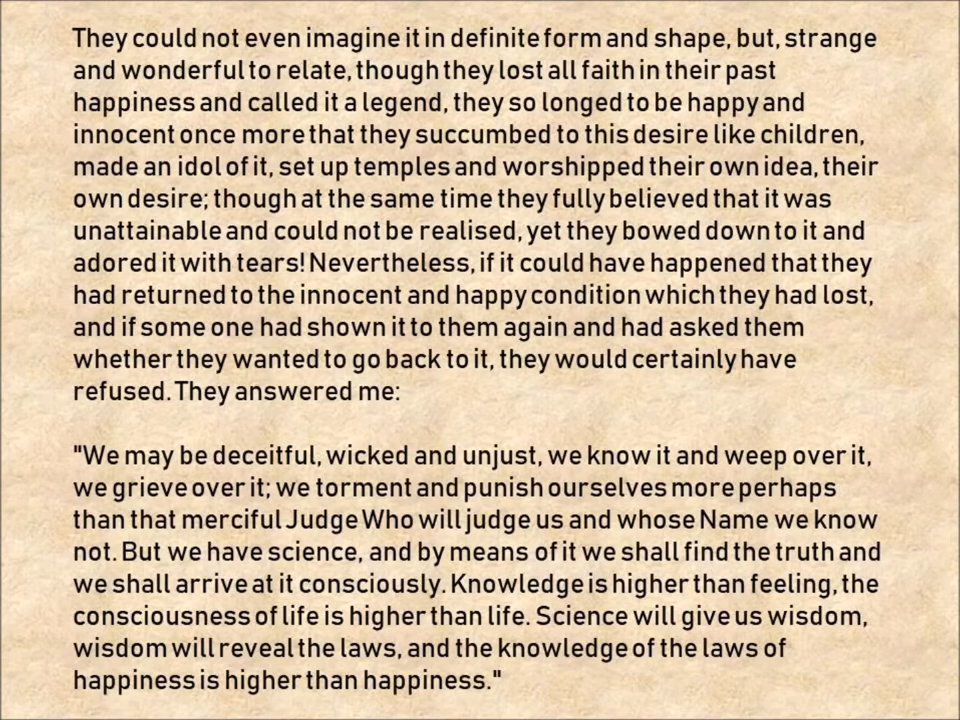 They could not even imagine it in definite form and shape, but, strange
and wonderful to relate, though they lost all faith in their past
happiness and called it a legend, they so longed to be happy and
innocent once more that they succumbed to this desire like children,
made an idol of it, set up temples and worshipped their own idea, their
own desire; though at the same time they fully believed that it was
unattainable and could not be realised, yet they bowed down to it and
adored it with tears! Nevertheless, if it could have happened that they
had returned to the innocent and happy condition which they had lost,
and if some one had shown it to them again and had asked them
whether they wanted to go back to it, they would certainly have
refused. They answered me:
"We may be deceitful, wicked and unjust, we know it and weep over it,
we grieve over it; we torment and punish ourselves more perhaps
than that merciful Judge Who will judge us and whose Name we know
not. But we have science, and by means of it we shall find the truth and
we shall arrive at it consciously. Knowledge is higher than feeling, the
consciousness of life is higher than life. Science will give us wisdom,
wisdom will reveal the laws, and the knowledge of the laws of
happiness is higher than happiness."